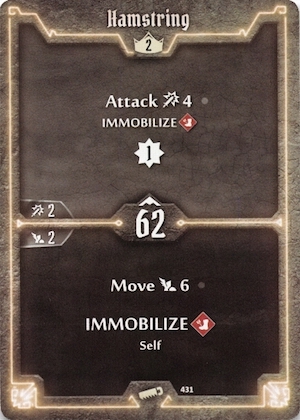 Hamstring
2
Attack 4
IMMOBILIZE
1
2
62
2
Move 6
IMMOBILIZE
Self
431